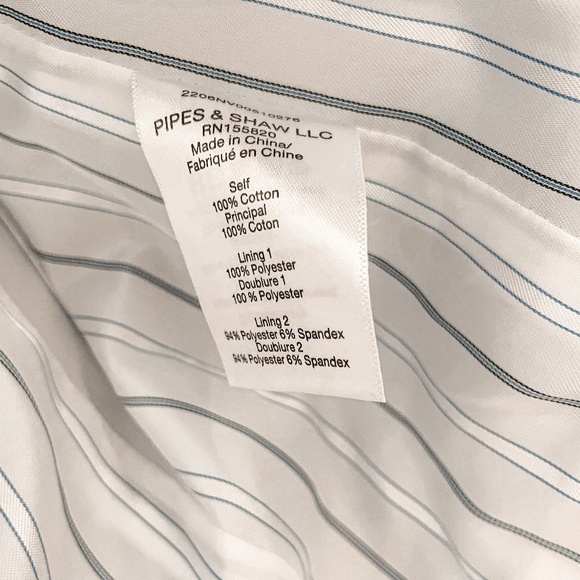 PIPES & SHAW LLC
RN155820
Made in China/
Fabriqué en Chine
Self
100% Cotton
Principal
100% Coton
Lining 1
100% Polyester
Doublure 1
100% Polyester
Lining 2
94% Polyester 6% Spandex
Doublure 2
94% Polyester 6% Spandex